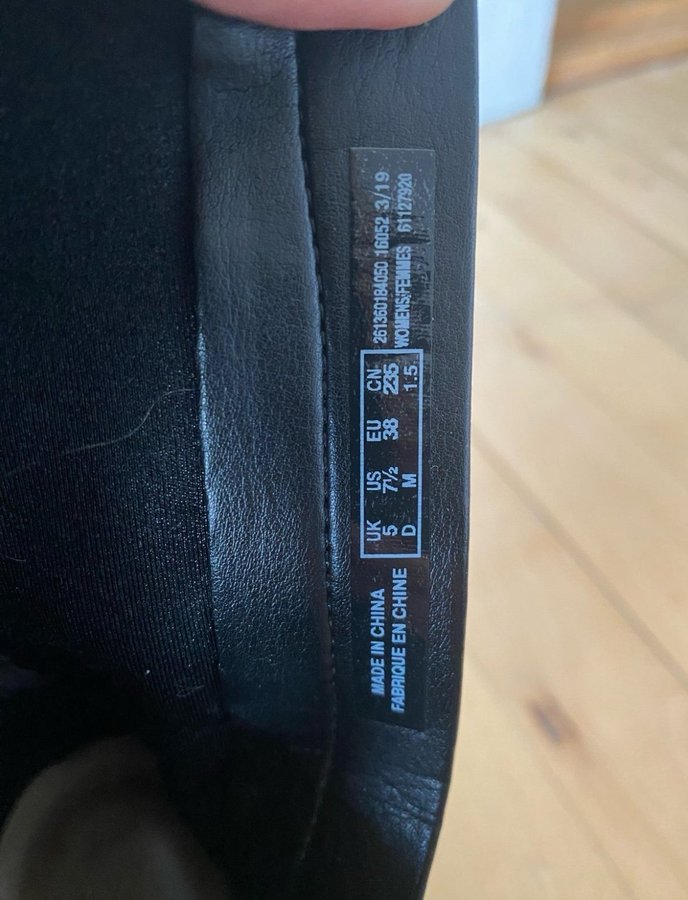 MADE IN CHINA
FABRIQUE EN CHINE
UK US EU CN
5 7½ 38 235
D M 1.5
261360184050 16052 3/19
WOMENS/FEMMES 61127920